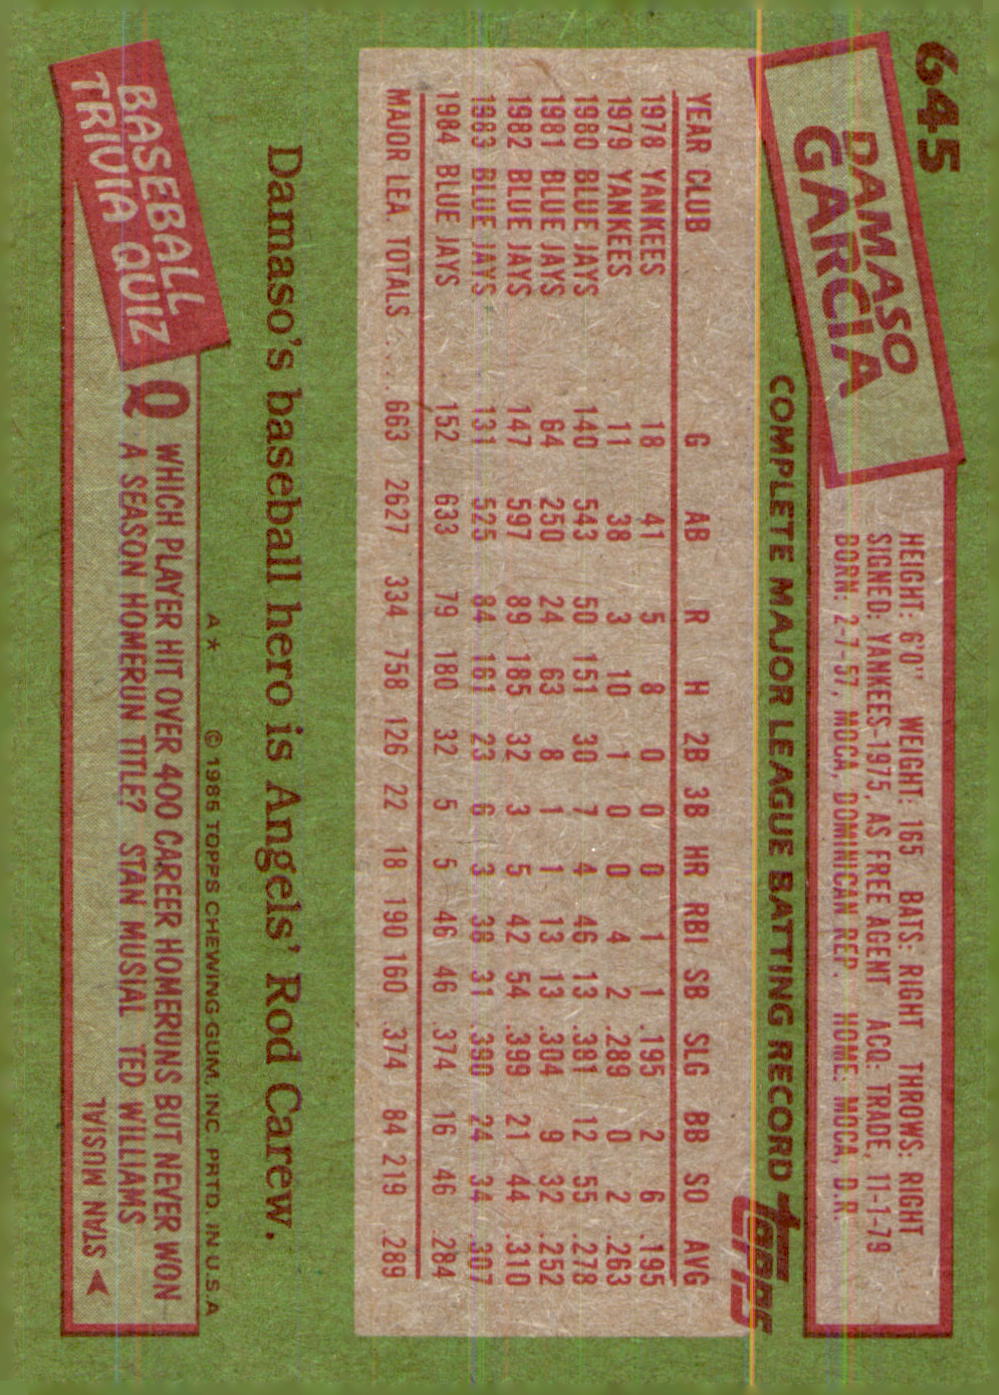 645
DAMASO
GARCIA
HEIGHT: 6'0" WEIGHT: 165 BATS: RIGHT THROWS: RIGHT
SIGNED: YANKEES-1975, AS FREE AGENT ACQ: TRADE, 11-1-79
BORN: 2-7-57, MOCA, DOMINICAN REP. HOME: MOCA, D.R.
COMPLETE MAJOR LEAGUE BATTING RECORD
TOPPS
YEAR CLUB G AB R H 2B 3B HR RBI SB SLG BB SO AVG
1978 YANKEES 18 41 5 8 0 0 0 1 1 .195 2 6 .195
1979 YANKEES 11 38 3 10 1 0 0 4 2 .289 0 2 .263
1980 BLUE JAYS 140 543 50 151 30 7 4 46 13 .381 12 55 .278
1981 BLUE JAYS 64 250 24 63 8 1 1 13 13 .304 9 32 .252
1982 BLUE JAYS 147 597 89 185 32 3 5 42 54 .399 21 44 .310
1983 BLUE JAYS 131 525 84 161 23 6 3 38 31 .390 24 34 .307
1984 BLUE JAYS 152 633 79 180 32 5 5 46 46 .374 16 46 .284
MAJOR LEA. TOTALS ... 663 2627 334 758 126 22 18 190 160 .374 84 219 .289
Damaso's baseball hero is Angels' Rod Carew.
A* © 1985 TOPPS CHEWING GUM, INC. PRTD. IN U.S.A.
BASEBALL
TRIVIA QUIZ
Q WHICH PLAYER HIT OVER 400 CAREER HOMERUNS BUT NEVER WON
A SEASON HOMERUN TITLE? STAN MUSIAL TED WILLIAMS
STAN MUSIAL